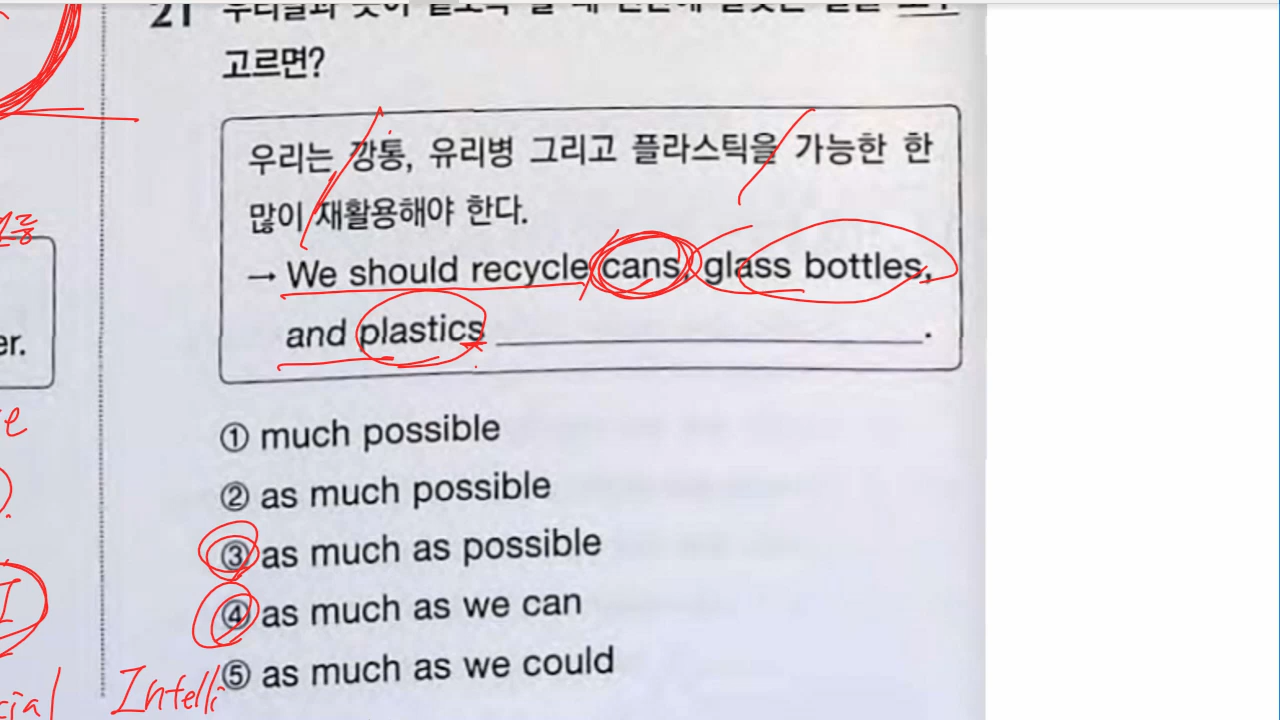 21
고르면?
우리는 깡통, 유리병 그리고 플라스틱을 가능한 한
많이 재활용해야 한다.
→ We should recycle cans, glass bottles,
and plastics ____________.
① much possible
② as much possible
③ as much as possible
④ as much as we can
⑤ as much as we could
er.
e
I
cial Intelli